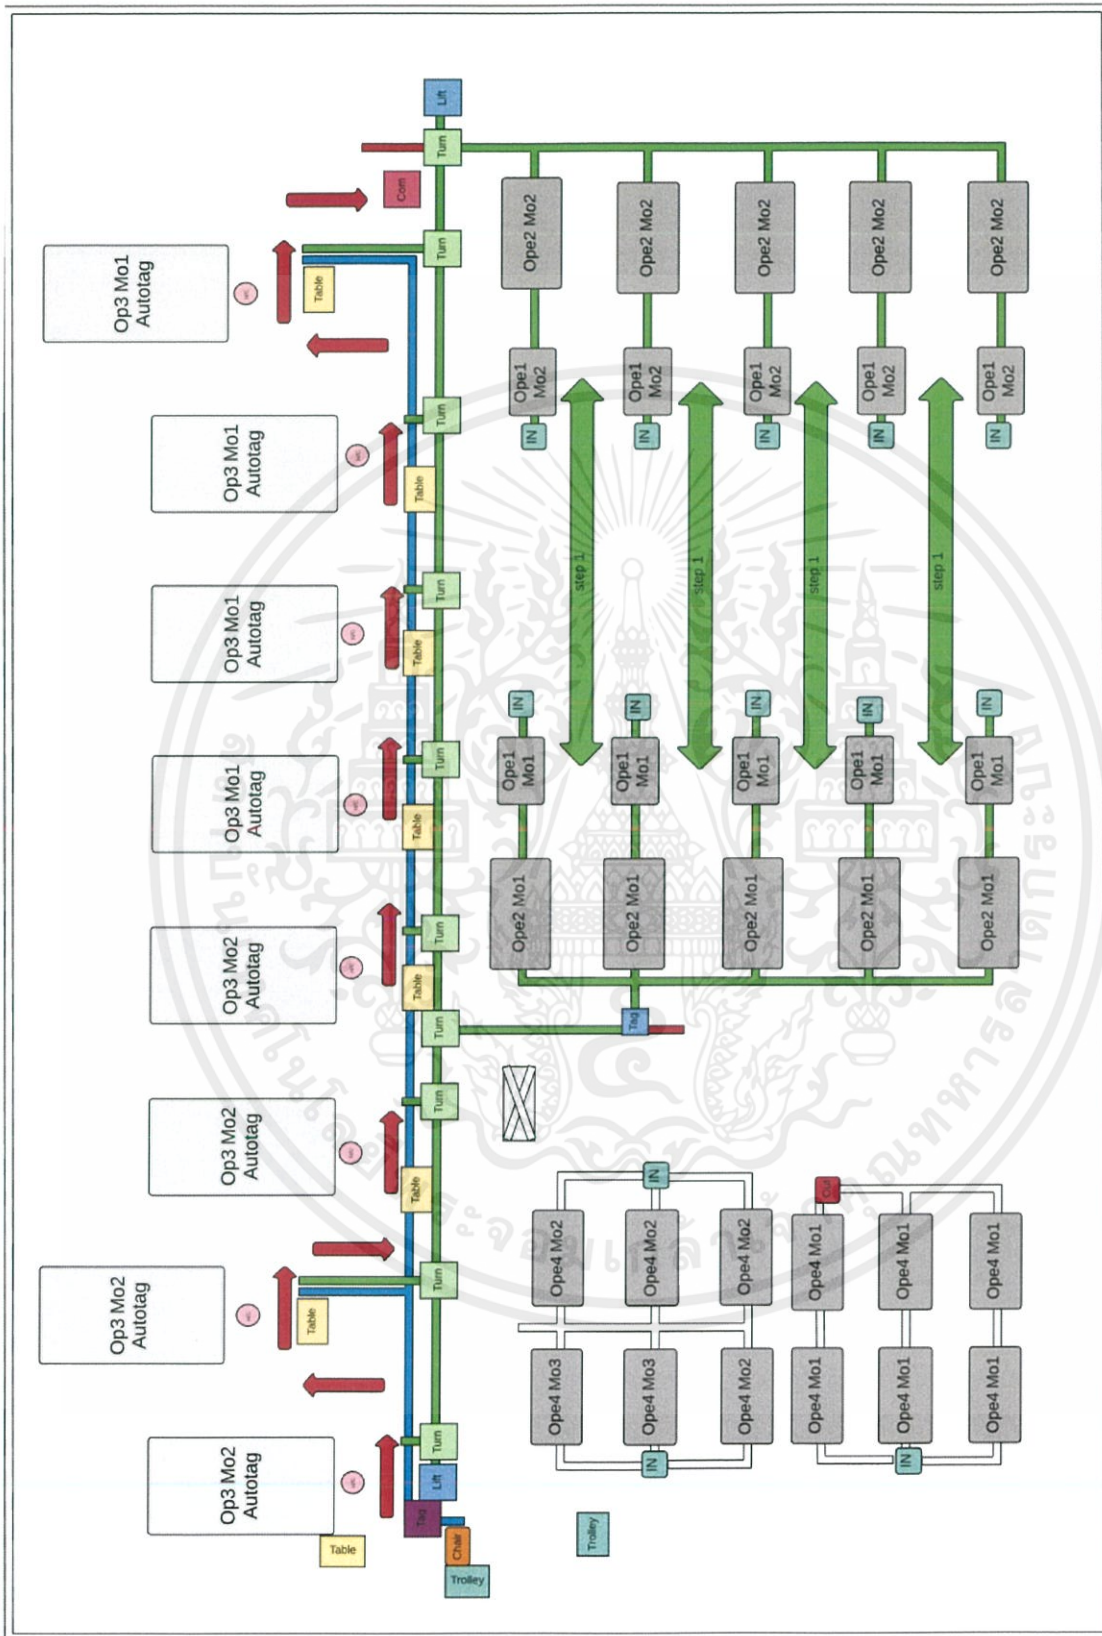 Op3 Mo2
Autotag
Op3 Mo2
Autotag
Op3 Mo2
Autotag
Op3 Mo2
Autotag
Op3 Mo1
Autotag
Op3 Mo1
Autotag
Op3 Mo1
Autotag
Op3 Mo1
Autotag
Table
Table
Table
Table
Table
Table
Table
Table
Com
Tag
Chair
Trolley
Lift
Turn
Turn
Turn
Turn
Turn
Turn
Turn
Turn
Turn
Turn
Lift
Trolley
Ope4 Mo3
Ope4 Mo2
Ope4 Mo3
Ope4 Mo2
IN
IN
Ope4 Mo2
Ope4 Mo2
Ope4 Mo1
Ope4 Mo1
Out
Ope4 Mo1
Ope4 Mo1
IN
Ope4 Mo1
Ope4 Mo1
Tag
Ope2 Mo1
Ope1
Mo1
IN
IN
Ope1
Mo2
Ope2 Mo2
step 1
Ope2 Mo1
Ope1
Mo1
IN
IN
Ope1
Mo2
Ope2 Mo2
step 1
Ope2 Mo1
Ope1
Mo1
IN
IN
Ope1
Mo2
Ope2 Mo2
step 1
Ope2 Mo1
Ope1
Mo1
IN
IN
Ope1
Mo2
Ope2 Mo2
step 1
Ope2 Mo1
Ope1
Mo1
IN
IN
Ope1
Mo2
Ope2 Mo2